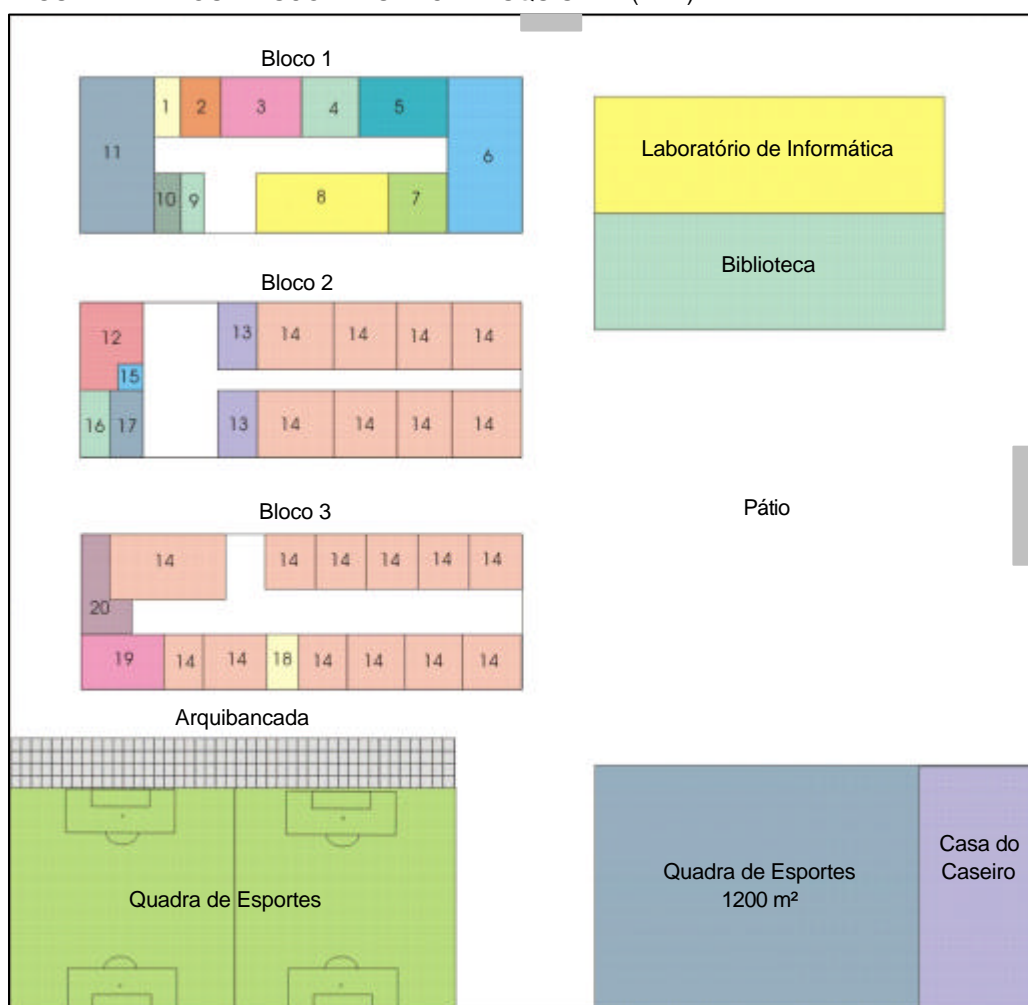 Bloco 1
1 2 3 4 5
11 6
10 9 8 7
Laboratório de Informática
Biblioteca
Bloco 2
12 13 14 14 14 14
15
16 17 13 14 14 14 14
Bloco 3
14 14 14 14 14 14
20
19 14 14 18 14 14 14 14
Pátio
Arquibancada
Quadra de Esportes
Quadra de Esportes
1200 m²
Casa do
Caseiro